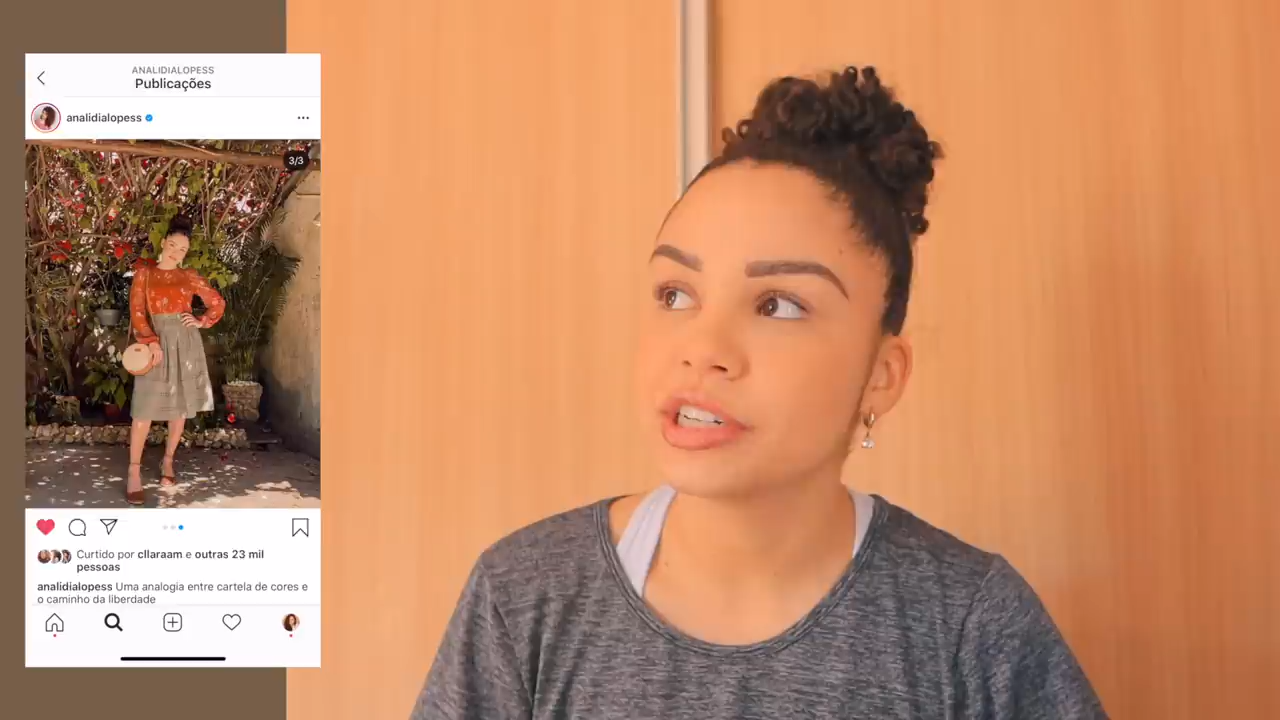 ANALIDIALOPESS
Publicações
analidialopess
3/3
Curtido por cllaraam e outras 23 mil
pessoas
analidialopess Uma analogia entre cartela de cores e
o caminho da liberdade